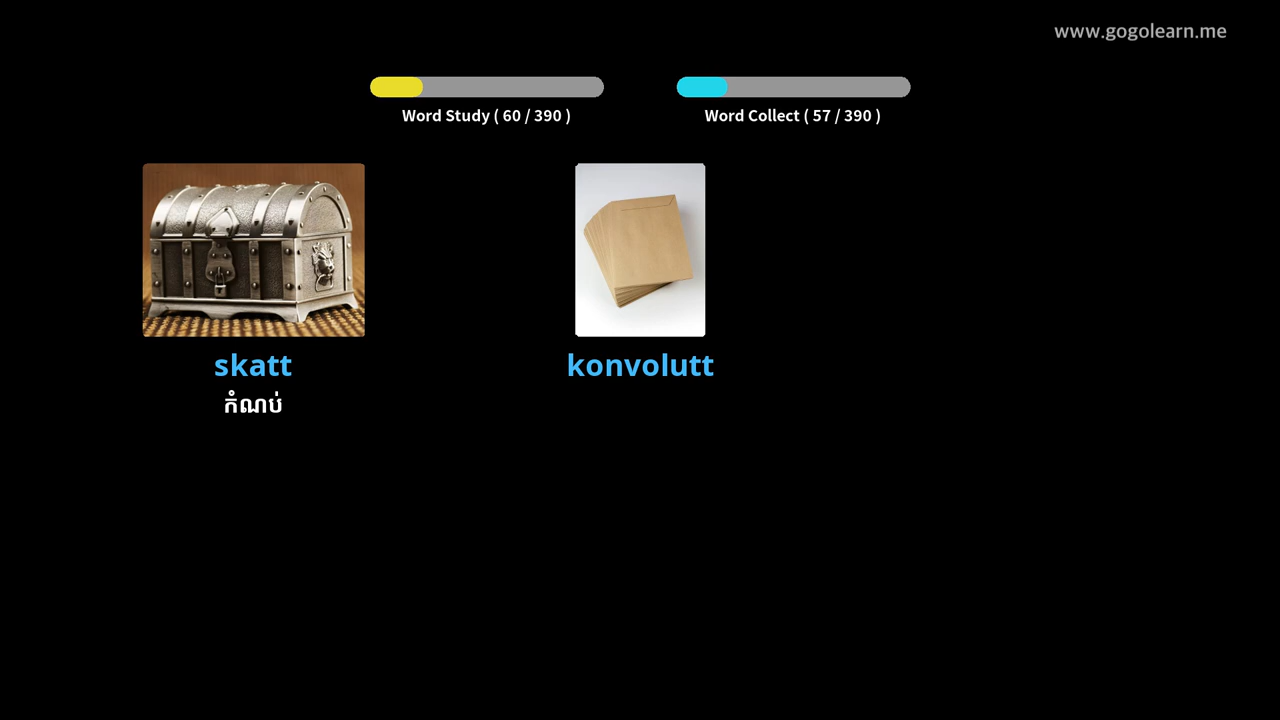 www.gogolearn.me
Word Study ( 60 / 390 )
Word Collect ( 57 / 390 )
skatt
កំណប់
konvolutt